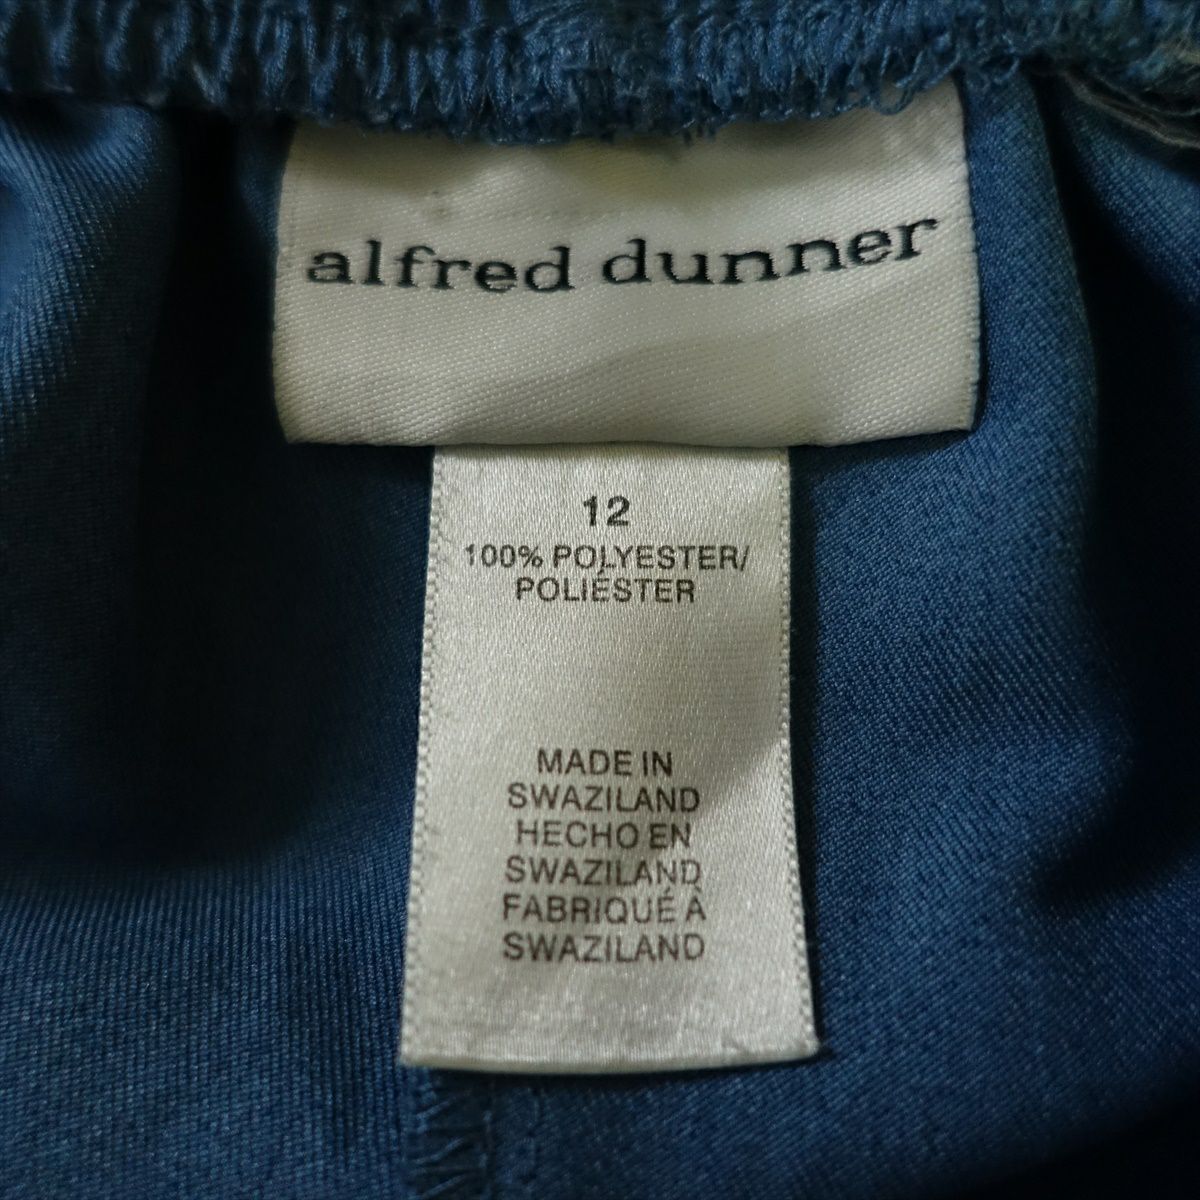 alfred dunner
12
100% POLYESTER/
POLIÉSTER
MADE IN
SWAZILAND
HECHO EN
SWAZILAND
FABRIQUÉ À
SWAZILAND